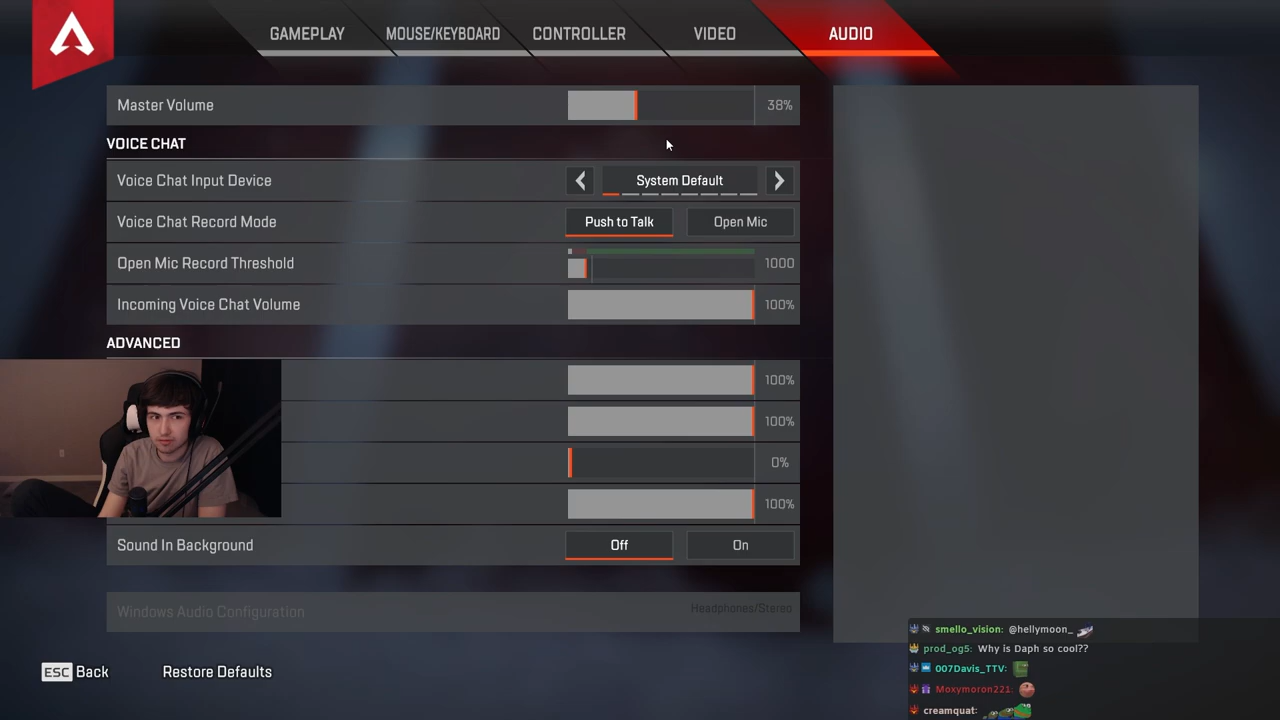 GAMEPLAY
MOUSE/KEYBOARD
CONTROLLER
VIDEO
AUDIO
Master Volume 38%
VOICE CHAT
Voice Chat Input Device System Default
Voice Chat Record Mode Push to Talk Open Mic
Open Mic Record Threshold 1000
Incoming Voice Chat Volume 100%
ADVANCED
100%
100%
0%
100%
Sound In Background Off On
Windows Audio Configuration Headphones/Stereo
ESC Back Restore Defaults
smello_vision: @hellymoon_
prod_og5: Why is Daph so cool??
007Davis_TTV:
Moxymoron221:
creamquat: